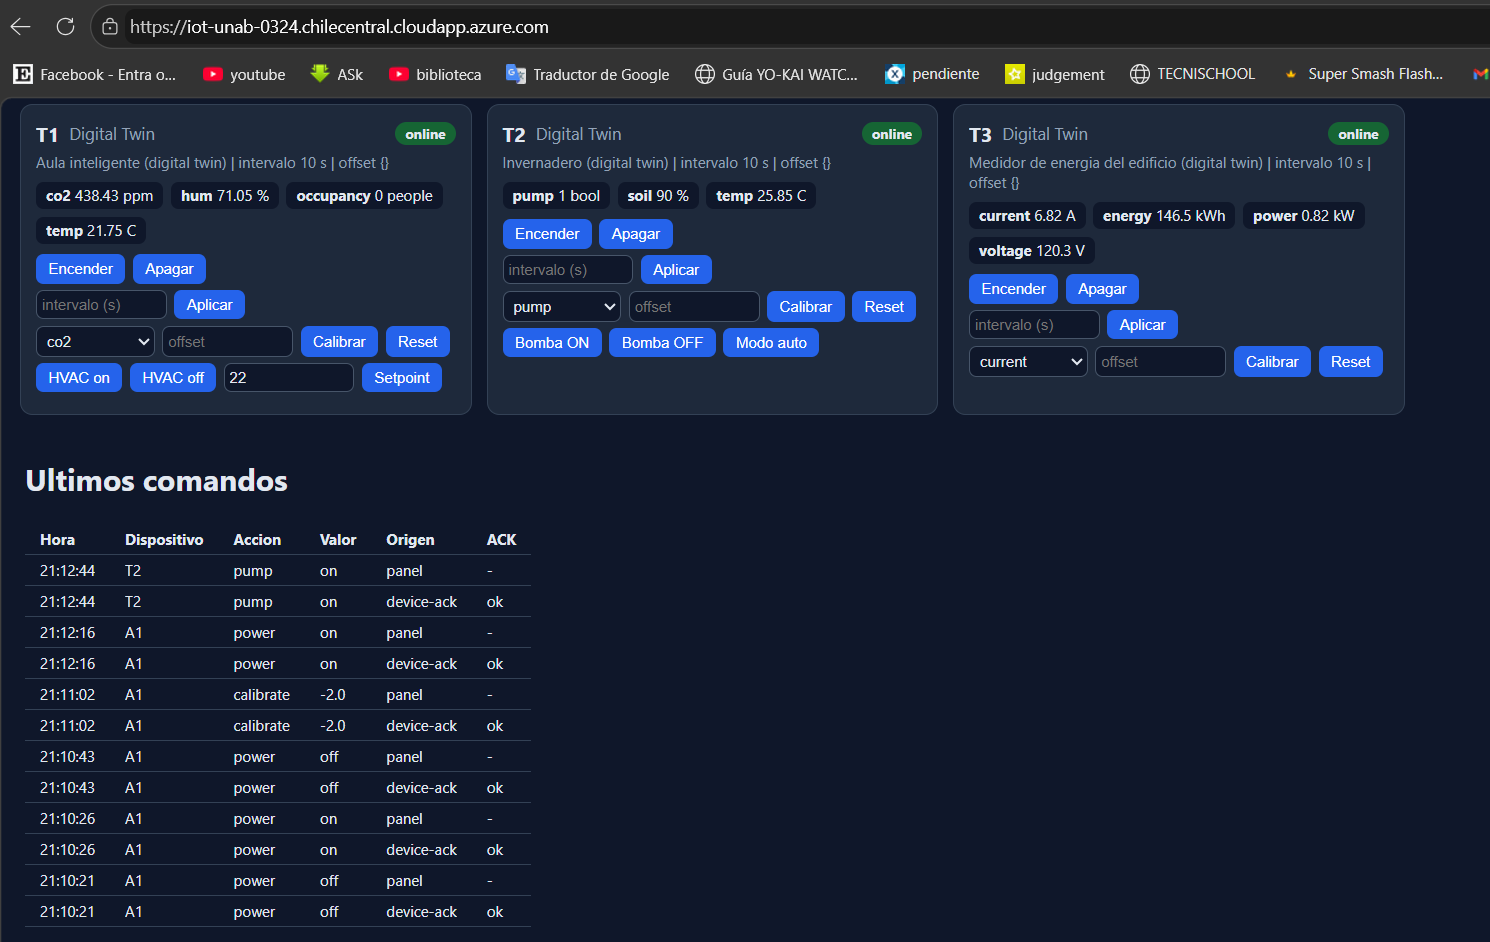 https://iot-unab-0324.chilecentral.cloudapp.azure.com
Facebook - Entra o... youtube ASk biblioteca Traductor de Google Guía YO-KAI WATC... pendiente judgement TECNISCHOOL Super Smash Flash...
T1 Digital Twin online
Aula inteligente (digital twin) | intervalo 10 s | offset {}
co2 438.43 ppm hum 71.05 % occupancy 0 people
temp 21.75 C
Encender Apagar
intervalo (s) Aplicar
co2 offset Calibrar Reset
HVAC on HVAC off 22 Setpoint
T2 Digital Twin online
Invernadero (digital twin) | intervalo 10 s | offset {}
pump 1 bool soil 90 % temp 25.85 C
Encender Apagar
intervalo (s) Aplicar
pump offset Calibrar Reset
Bomba ON Bomba OFF Modo auto
T3 Digital Twin online
Medidor de energia del edificio (digital twin) | intervalo 10 s |
offset {}
current 6.82 A energy 146.5 kWh power 0.82 kW
voltage 120.3 V
Encender Apagar
intervalo (s) Aplicar
current offset Calibrar Reset
Ultimos comandos
Hora Dispositivo Accion Valor Origen ACK
21:12:44 T2 pump on panel -
21:12:44 T2 pump on device-ack ok
21:12:16 A1 power on panel -
21:12:16 A1 power on device-ack ok
21:11:02 A1 calibrate -2.0 panel -
21:11:02 A1 calibrate -2.0 device-ack ok
21:10:43 A1 power off panel -
21:10:43 A1 power off device-ack ok
21:10:26 A1 power on panel -
21:10:26 A1 power on device-ack ok
21:10:21 A1 power off panel -
21:10:21 A1 power off device-ack ok